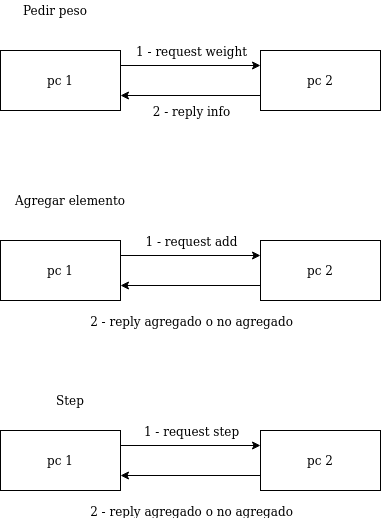 Pedir peso
1 - request weight
pc 1
pc 2
2 - reply info
Agregar elemento
1 - request add
pc 1
pc 2
2 - reply agregado o no agregado
Step
1 - request step
pc 1
pc 2
2 - reply agregado o no agregado